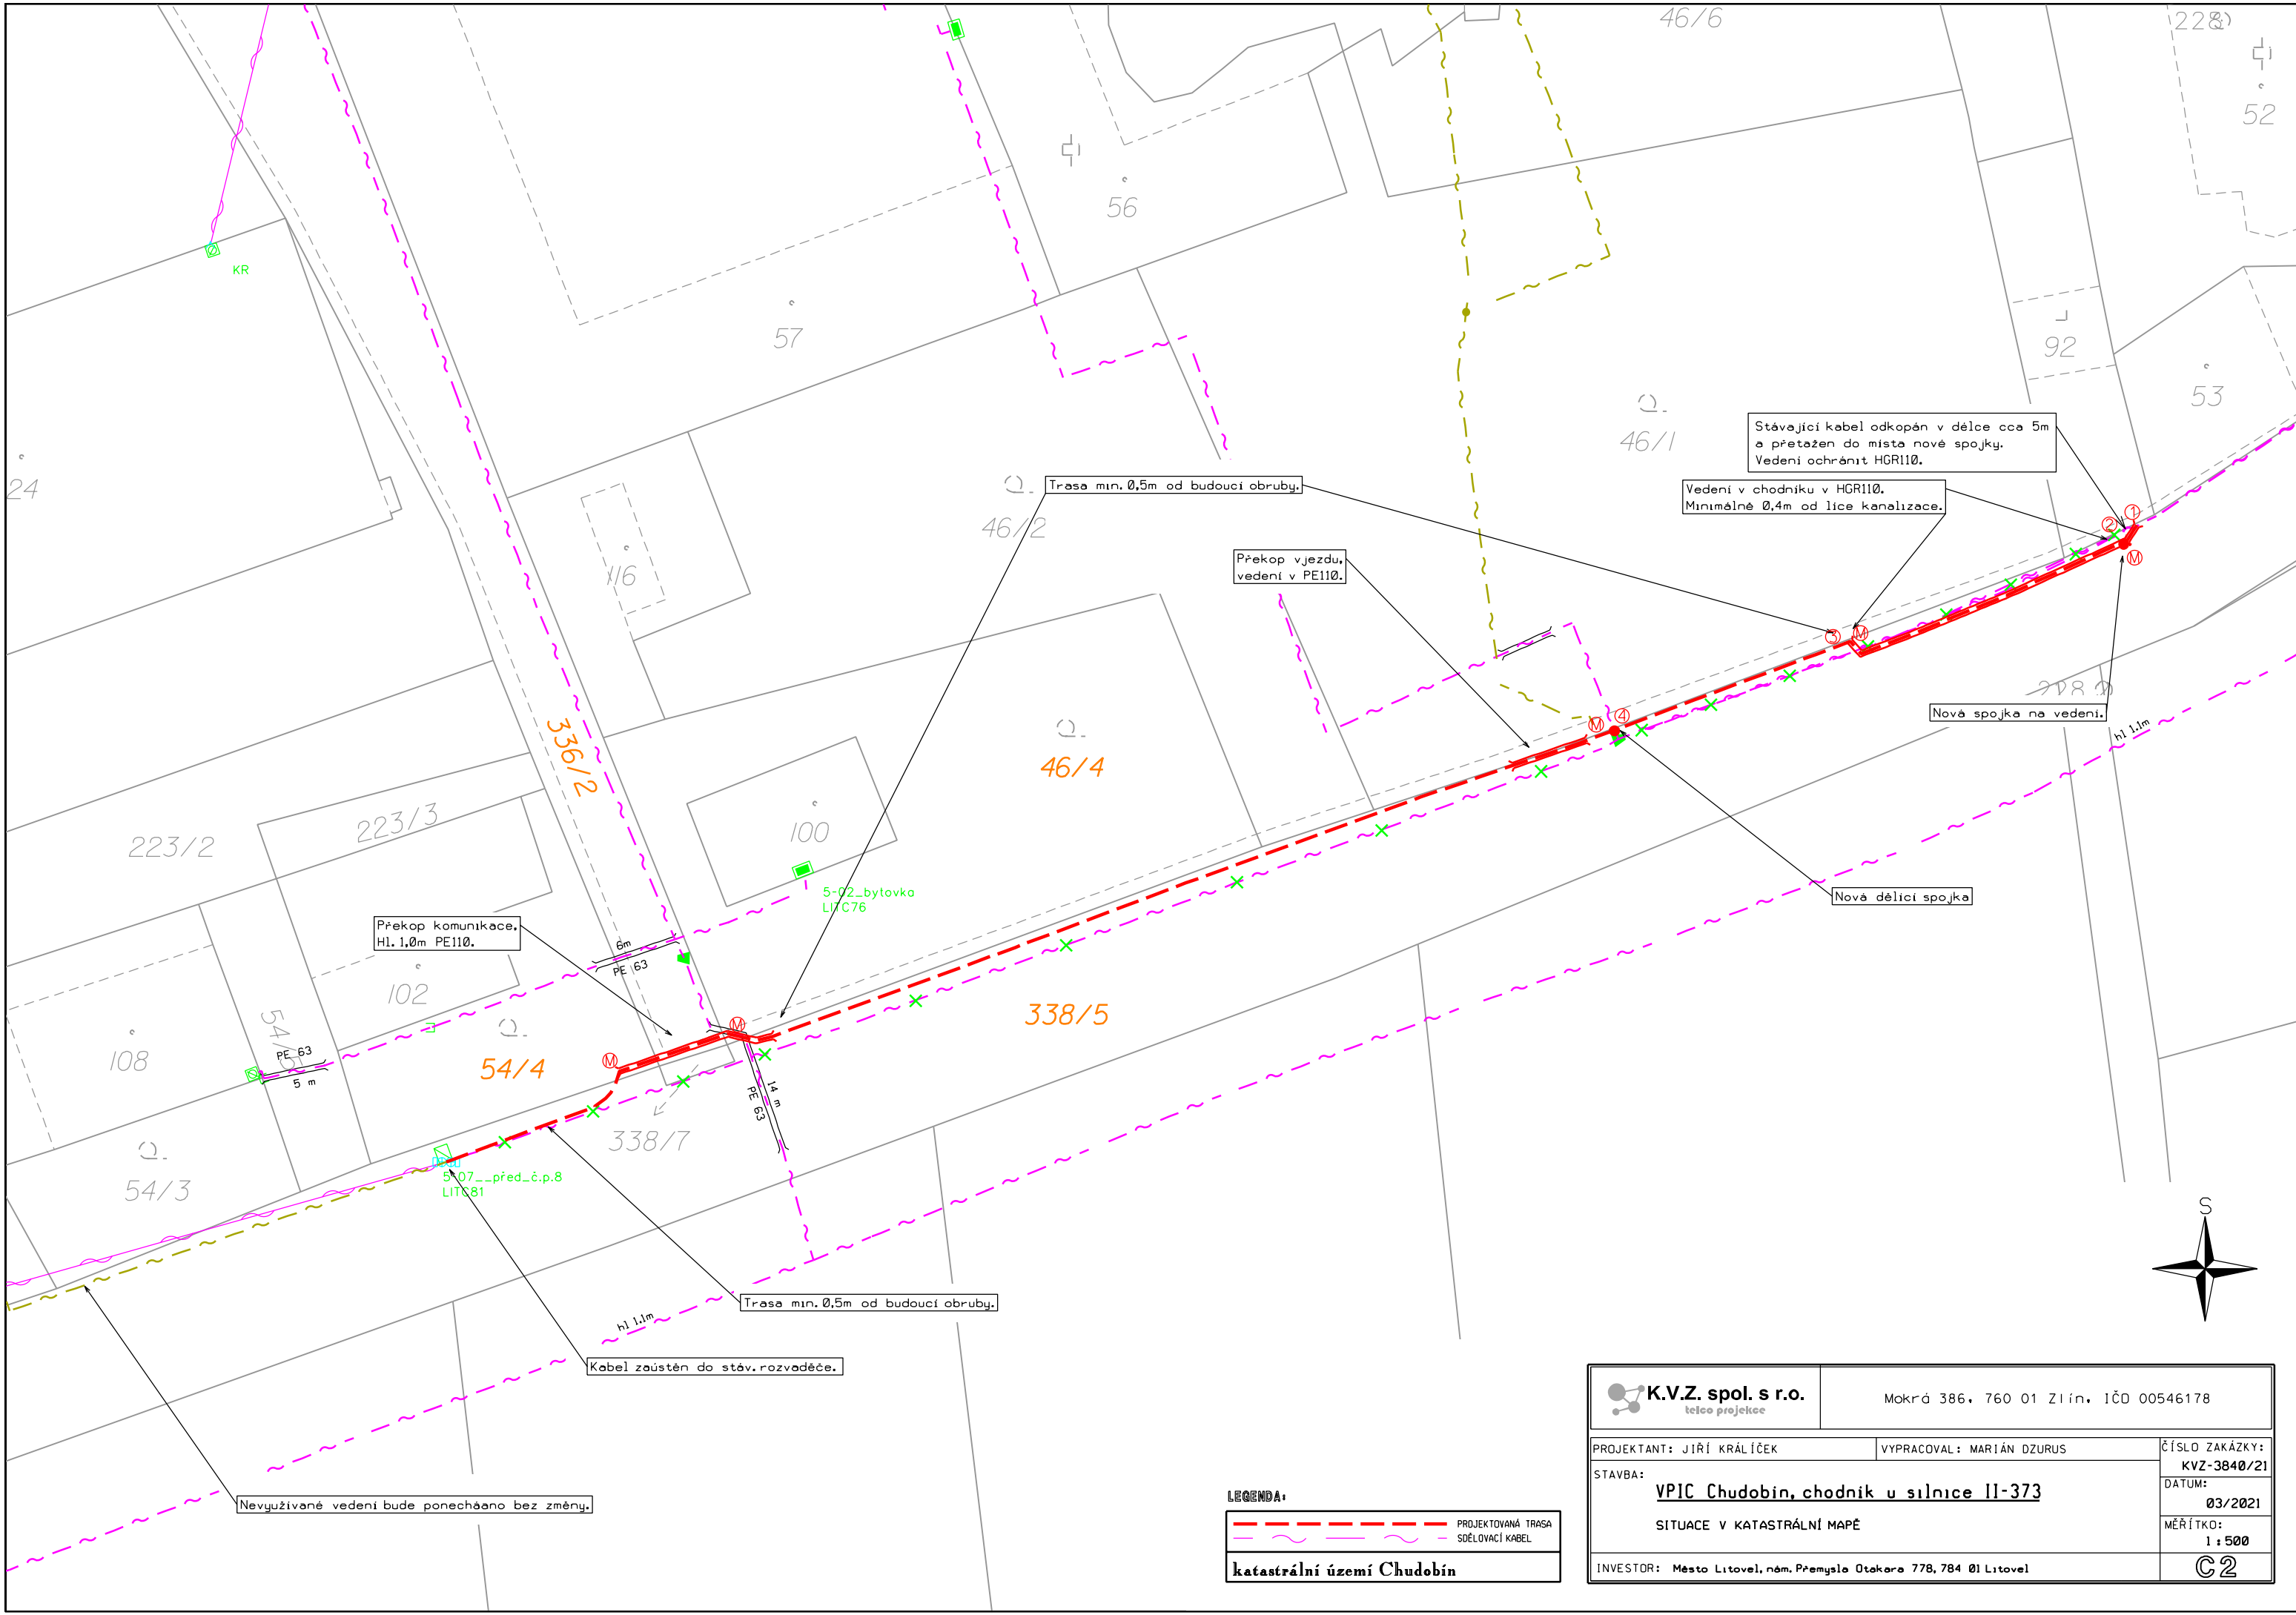 46/6
52
56
KR
57
92
53
24
46/1
Stávající kabel odkopán v délce cca 5m
a přetažen do místa nové spojky.
Vedení ochránit HGR110.
Trasa min. 0,5m od budoucí obruby.
Vedení v chodníku v HGR110.
Minimálně 0,4m od líce kanalizace.
46/2
1
2
M
116
Překop vjezdu,
vedení v PE110.
3
M
Nová spojka na vedení.
hl 1.1m
M
4
336/2
46/4
223/3
223/2
100
5-02_bytovka
LITC76
Nová dělící spojka
Překop komunikace.
Hl. 1,0m PE110.
6m
PE 63
102
338/5
M
108
PE 63
5 m
54/4
M
14 m
PE 63
338/7
54/3
5-07__před_č.p.8
LITC81
S
Trasa min. 0,5m od budoucí obruby.
hl 1.1m
Kabel zaústěn do stáv. rozvaděče.
Nevyužívané vedení bude ponecháano bez změny.
LEGENDA:
PROJEKTOVANÁ TRASA
SDĚLOVACÍ KABEL
katastrální území Chudobín
K.V.Z. spol. s r.o.
telco projekce
Mokrá 386, 760 01 Zlín, IČO 00546178
PROJEKTANT: JIŘÍ KRÁLÍČEK
VYPRACOVAL: MARIÁN DZURUS
ČÍSLO ZAKÁZKY:
KVZ-3840/21
STAVBA:
VPIC Chudobín, chodník u silnice II-373
SITUACE V KATASTRÁLNÍ MAPĚ
DATUM:
03/2021
MĚŘÍTKO:
1 : 500
INVESTOR: Město Litovel, nám. Přemysla Otakara 778, 784 01 Litovel
C2